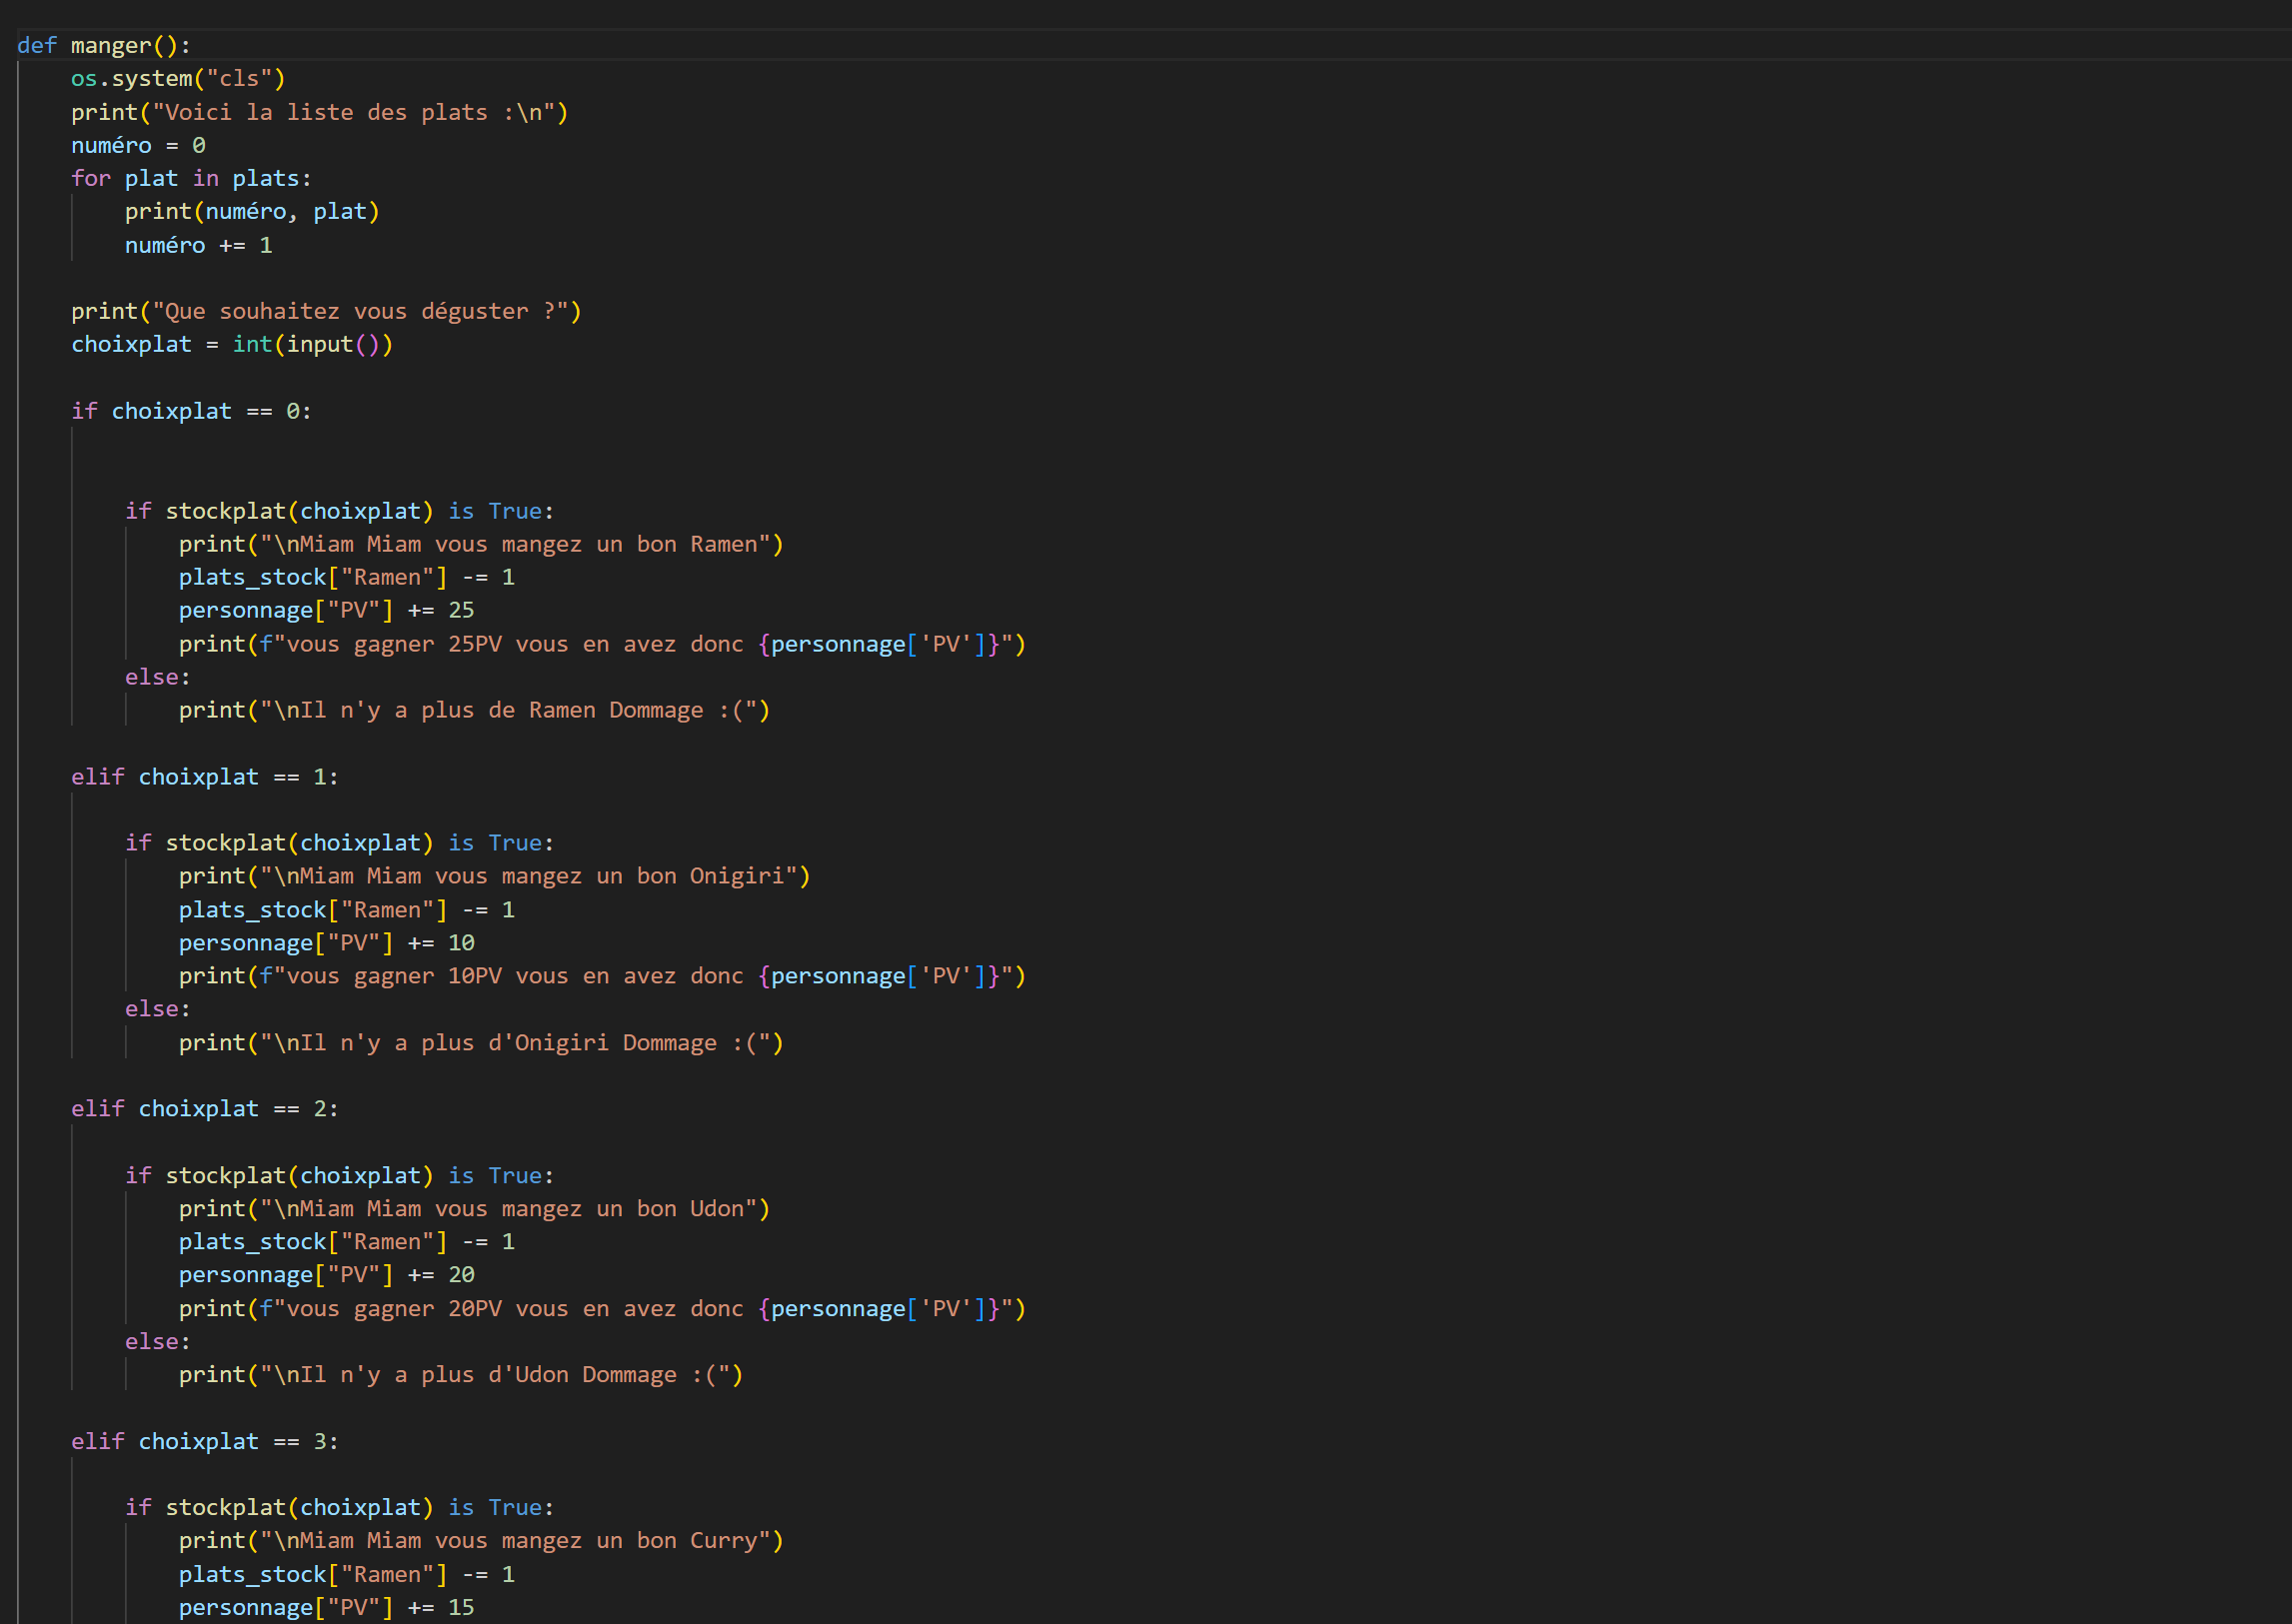 def manger():
    os.system("cls")
    print("Voici la liste des plats :\n")
    numéro = 0
    for plat in plats:
        print(numéro, plat)
        numéro += 1

    print("Que souhaitez vous déguster ?")
    choixplat = int(input())

    if choixplat == 0:


        if stockplat(choixplat) is True:
            print("\nMiam Miam vous mangez un bon Ramen")
            plats_stock["Ramen"] -= 1
            personnage["PV"] += 25
            print(f"vous gagner 25PV vous en avez donc {personnage['PV']}")
        else:
            print("\nIl n'y a plus de Ramen Dommage :(")

    elif choixplat == 1:

        if stockplat(choixplat) is True:
            print("\nMiam Miam vous mangez un bon Onigiri")
            plats_stock["Ramen"] -= 1
            personnage["PV"] += 10
            print(f"vous gagner 10PV vous en avez donc {personnage['PV']}")
        else:
            print("\nIl n'y a plus d'Onigiri Dommage :(")

    elif choixplat == 2:

        if stockplat(choixplat) is True:
            print("\nMiam Miam vous mangez un bon Udon")
            plats_stock["Ramen"] -= 1
            personnage["PV"] += 20
            print(f"vous gagner 20PV vous en avez donc {personnage['PV']}")
        else:
            print("\nIl n'y a plus d'Udon Dommage :(")

    elif choixplat == 3:

        if stockplat(choixplat) is True:
            print("\nMiam Miam vous mangez un bon Curry")
            plats_stock["Ramen"] -= 1
            personnage["PV"] += 15